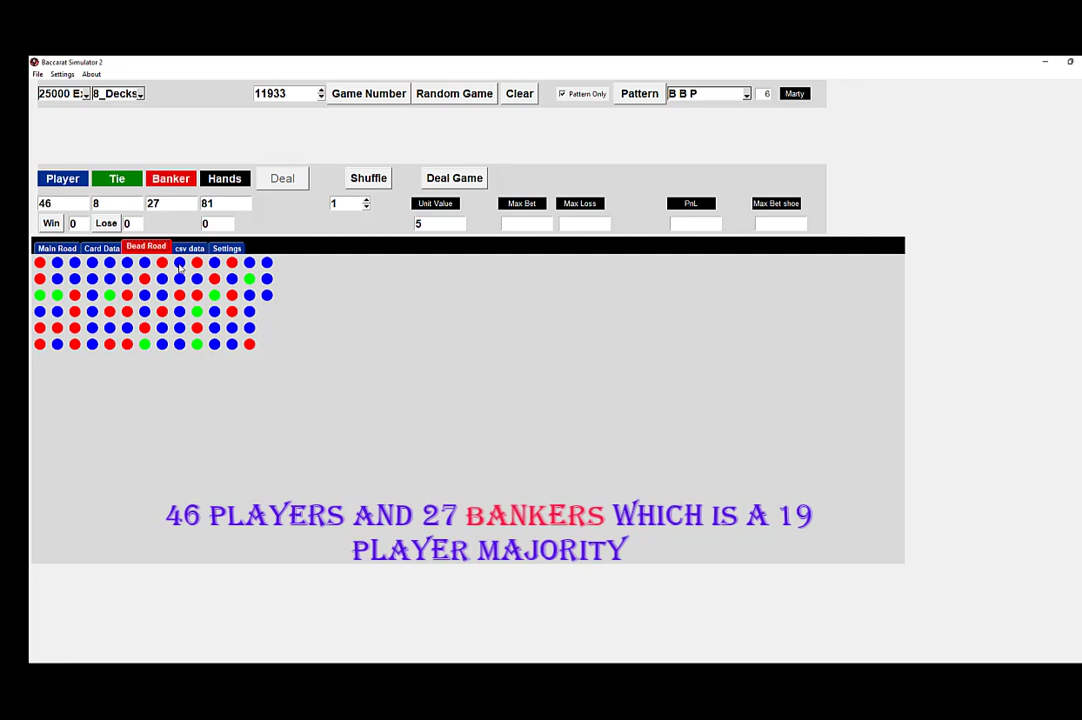 Baccarat Simulator 2
File Settings About
25000 E: 8_Decks 11933 Game Number Random Game Clear Pattern Only Pattern B B P 6 Marty
Player Tie Banker Hands Deal Shuffle Deal Game
46 8 27 81 1 Unit Value Max Bet Max Loss PnL Max Bet shoe
Win 0 Lose 0 0 5
Main Road Card Data Bead Road csv data Settings
46 PLAYERS AND 27 BANKERS WHICH IS A 19
PLAYER MAJORITY